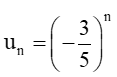 uₙ = (−3/5)ⁿ